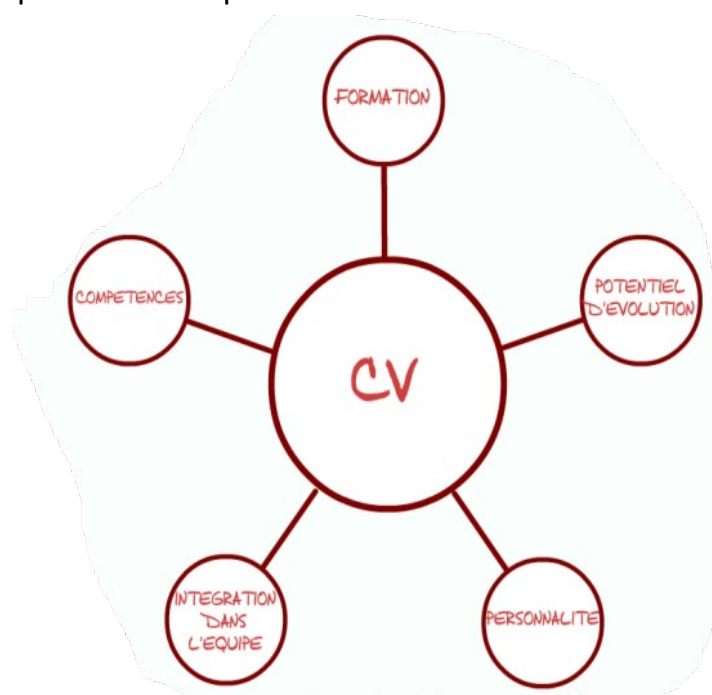 FORMATION
COMPETENCES
POTENTIEL
D'EVOLUTION
CV
INTEGRATION
DANS
L'EQUIPE
PERSONNALITE